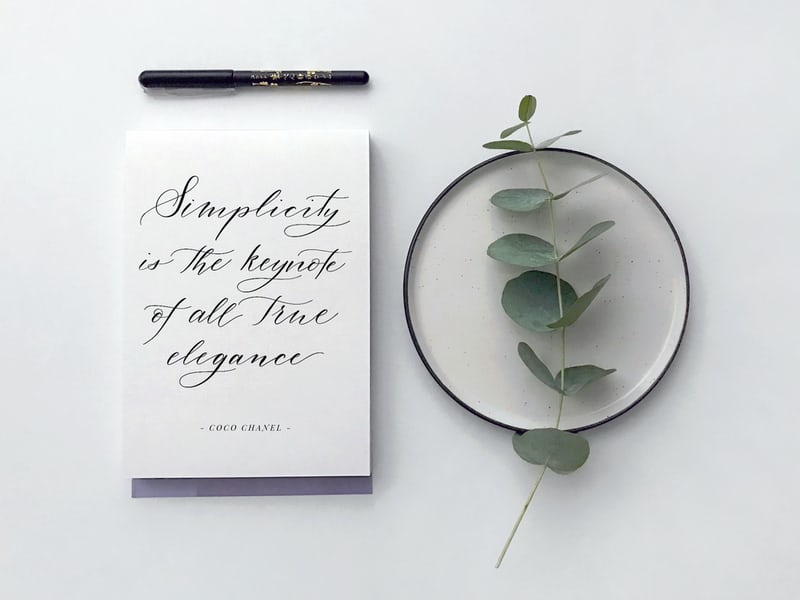 Simplicity
is the keynote
of all true
elegance
- COCO CHANEL -